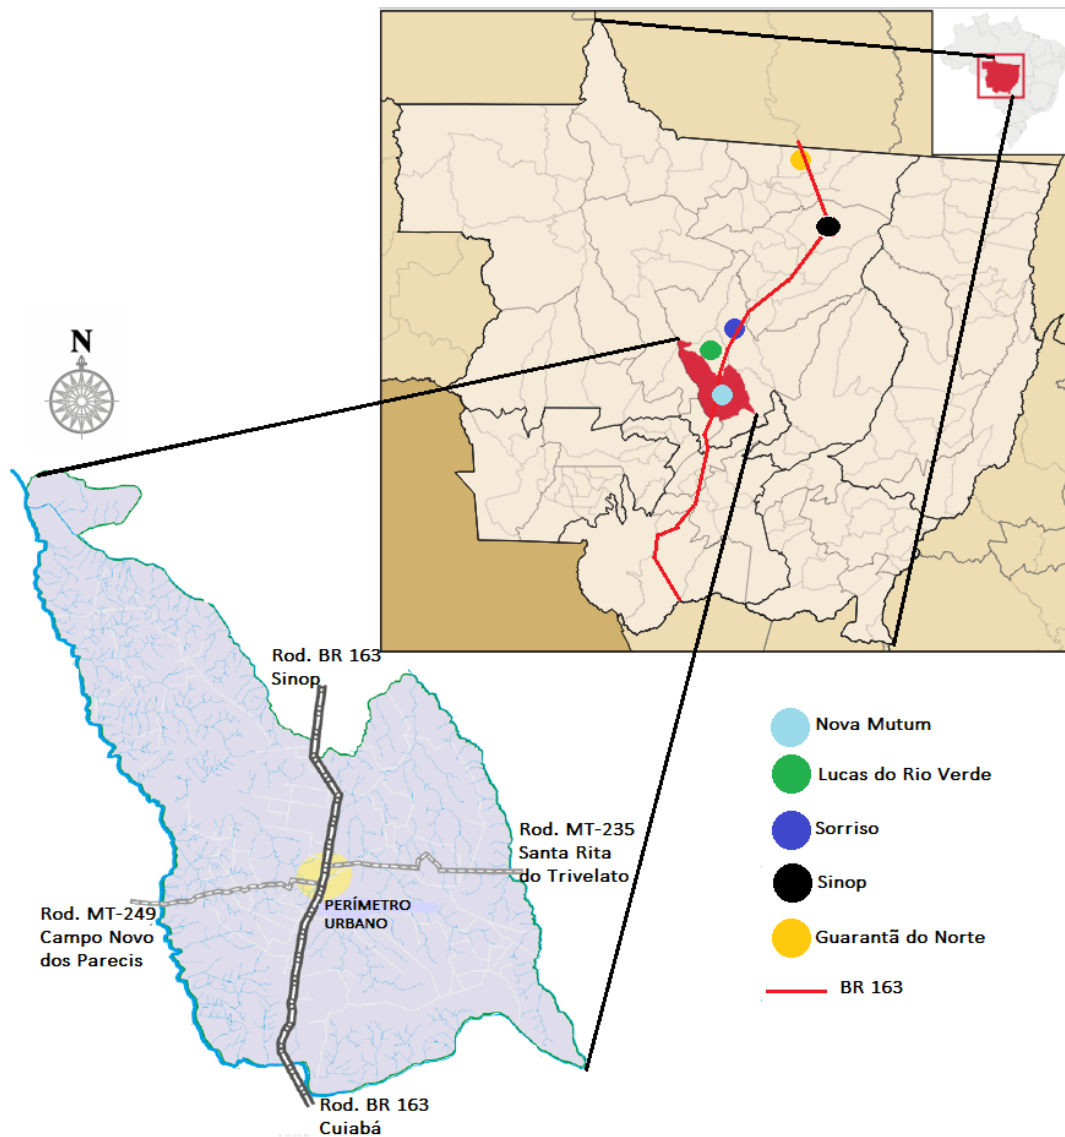 N
Rod. BR 163
Sinop
Rod. MT-235
Santa Rita
do Trivelato
PERÍMETRO
URBANO
Rod. MT-249
Campo Novo
dos Parecis
Rod. BR 163
Cuiabá
Nova Mutum
Lucas do Rio Verde
Sorriso
Sinop
Guarantã do Norte
BR 163